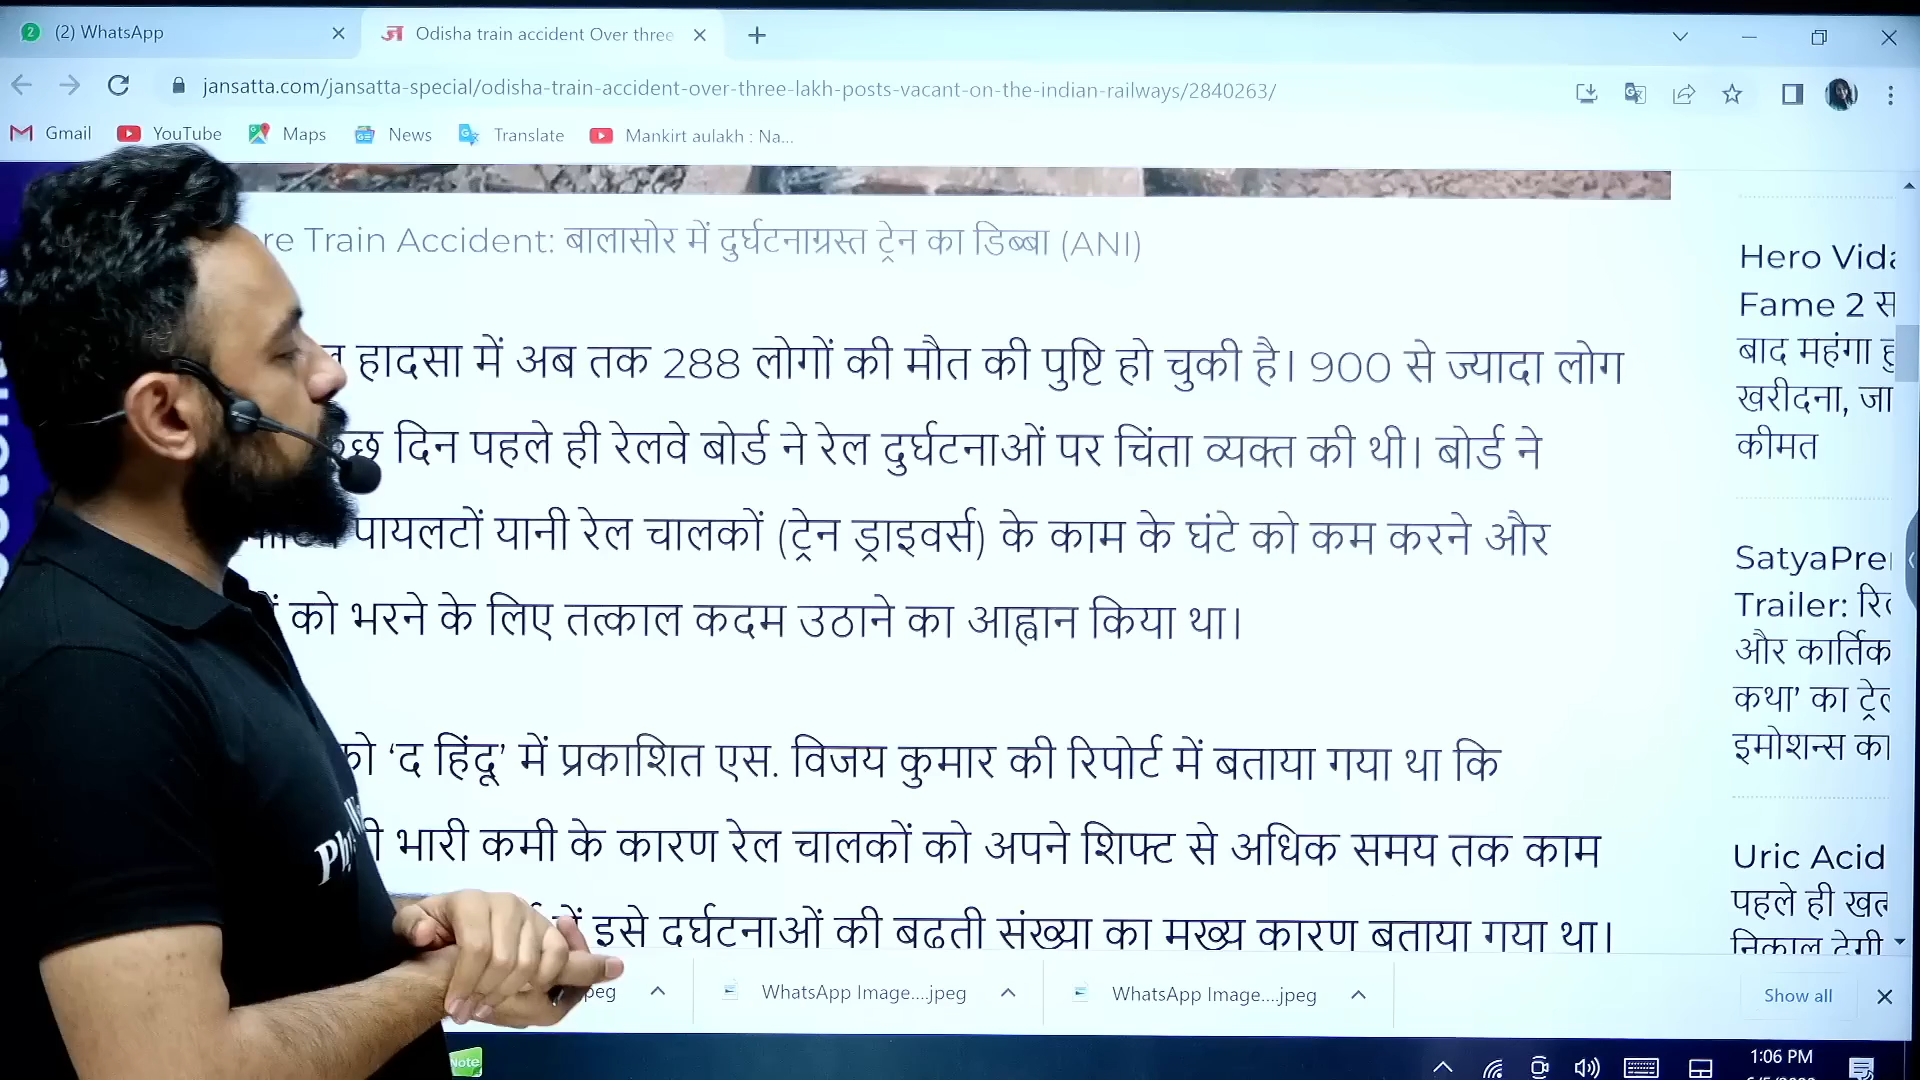 (2) WhatsApp
Odisha train accident Over three
jansatta.com/jansatta-special/odisha-train-accident-over-three-lakh-posts-vacant-on-the-indian-railways/2840263/
Gmail YouTube Maps News Translate Mankirt aulakh : Na...
re Train Accident: बालासोर में दुर्घटनाग्रस्त ट्रेन का डिब्बा (ANI)
हादसा में अब तक 288 लोगों की मौत की पुष्टि हो चुकी है। 900 से ज्यादा लोग
दिन पहले ही रेलवे बोर्ड ने रेल दुर्घटनाओं पर चिंता व्यक्त की थी। बोर्ड ने
पायलटों यानी रेल चालकों (ट्रेन ड्राइवर्स) के काम के घंटे को कम करने और
को भरने के लिए तत्काल कदम उठाने का आह्वान किया था।
को ‘द हिंदू’ में प्रकाशित एस. विजय कुमार की रिपोर्ट में बताया गया था कि
भारी कमी के कारण रेल चालकों को अपने शिफ्ट से अधिक समय तक काम
में इसे दुर्घटनाओं की बढ़ती संख्या का मुख्य कारण बताया गया था।
Hero Vida
Fame 2 स
बाद महंगा हु
खरीदना, जा
कीमत
SatyaPre
Trailer:
और कार्तिक
कथा’ का
इमोशन्स का
Uric Acid
पहले ही खत
निकाल देगी
peg
WhatsApp Image....jpeg
WhatsApp Image....jpeg
Show all
Note
1:06 PM